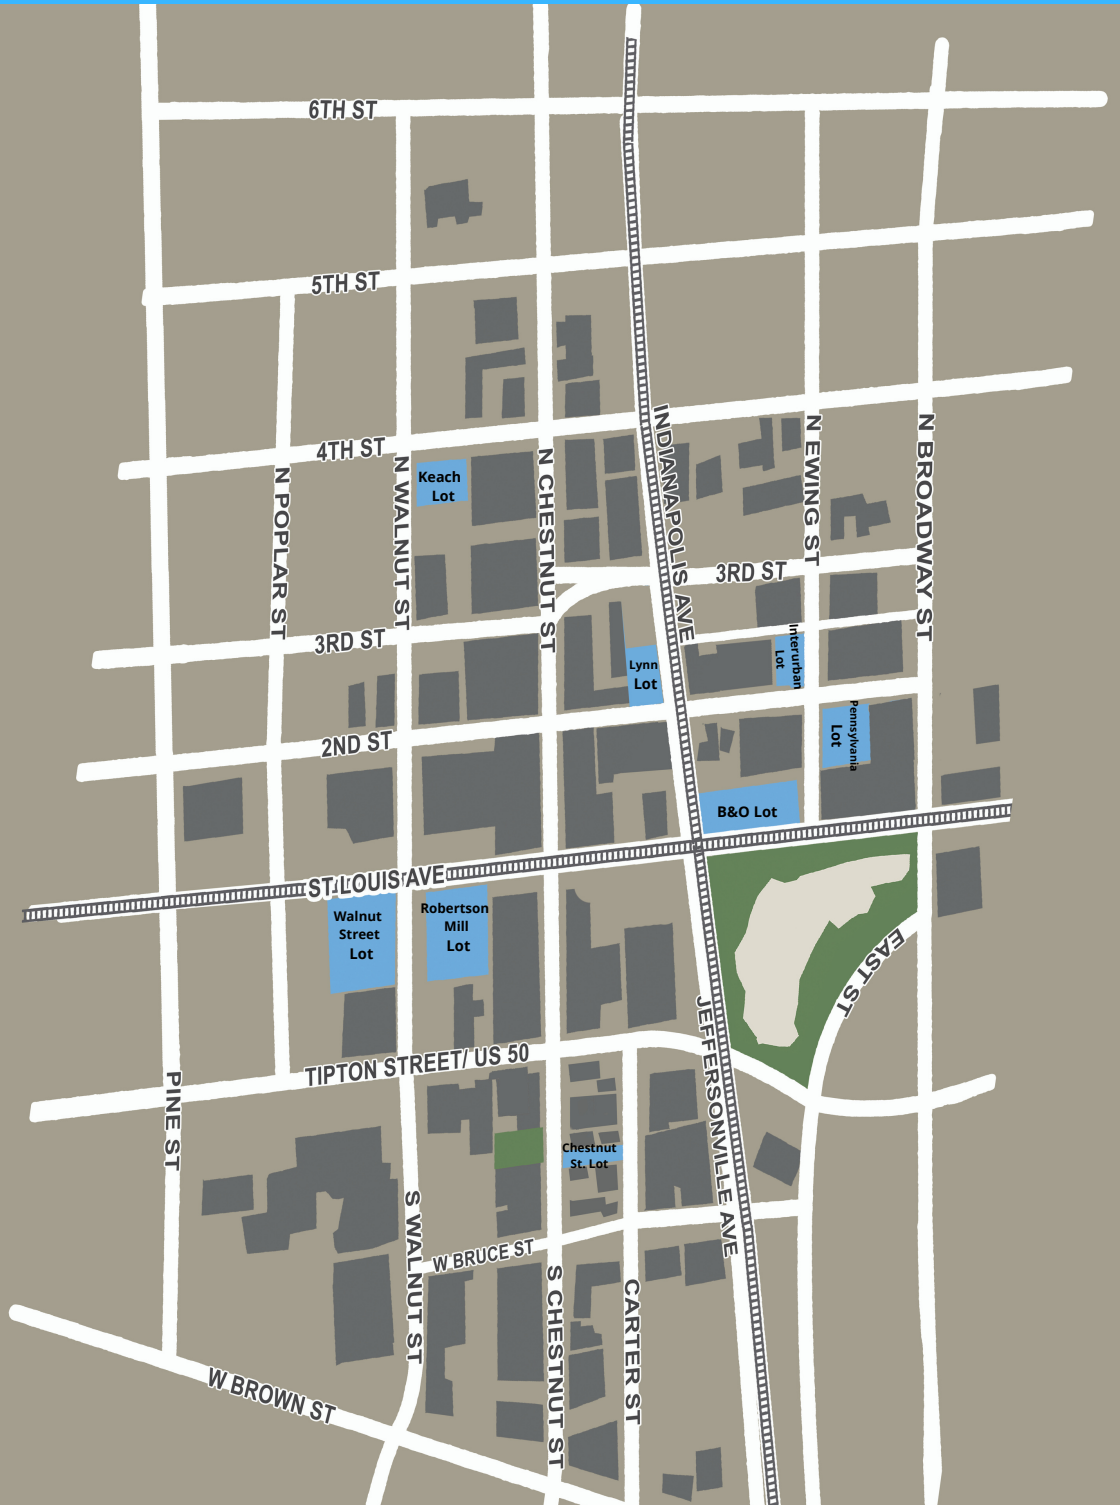 6TH ST
5TH ST
4TH ST
INDIANAPOLIS AVE
N EWING ST
N BROADWAY ST
N POPLAR ST
N WALNUT ST
N CHESTNUT ST
Keach
Lot
3RD ST
3RD ST
Interurban
Lot
Lynn
Lot
2ND ST
Pennsylvania
Lot
B&O Lot
ST LOUIS AVE
Walnut
Street
Lot
Robertson
Mill
Lot
EAST ST
JEFFERSONVILLE AVE
TIPTON STREET/ US 50
PINE ST
Chestnut
St. Lot
S WALNUT ST
W BRUCE ST
S CHESTNUT ST
CARTER ST
W BROWN ST